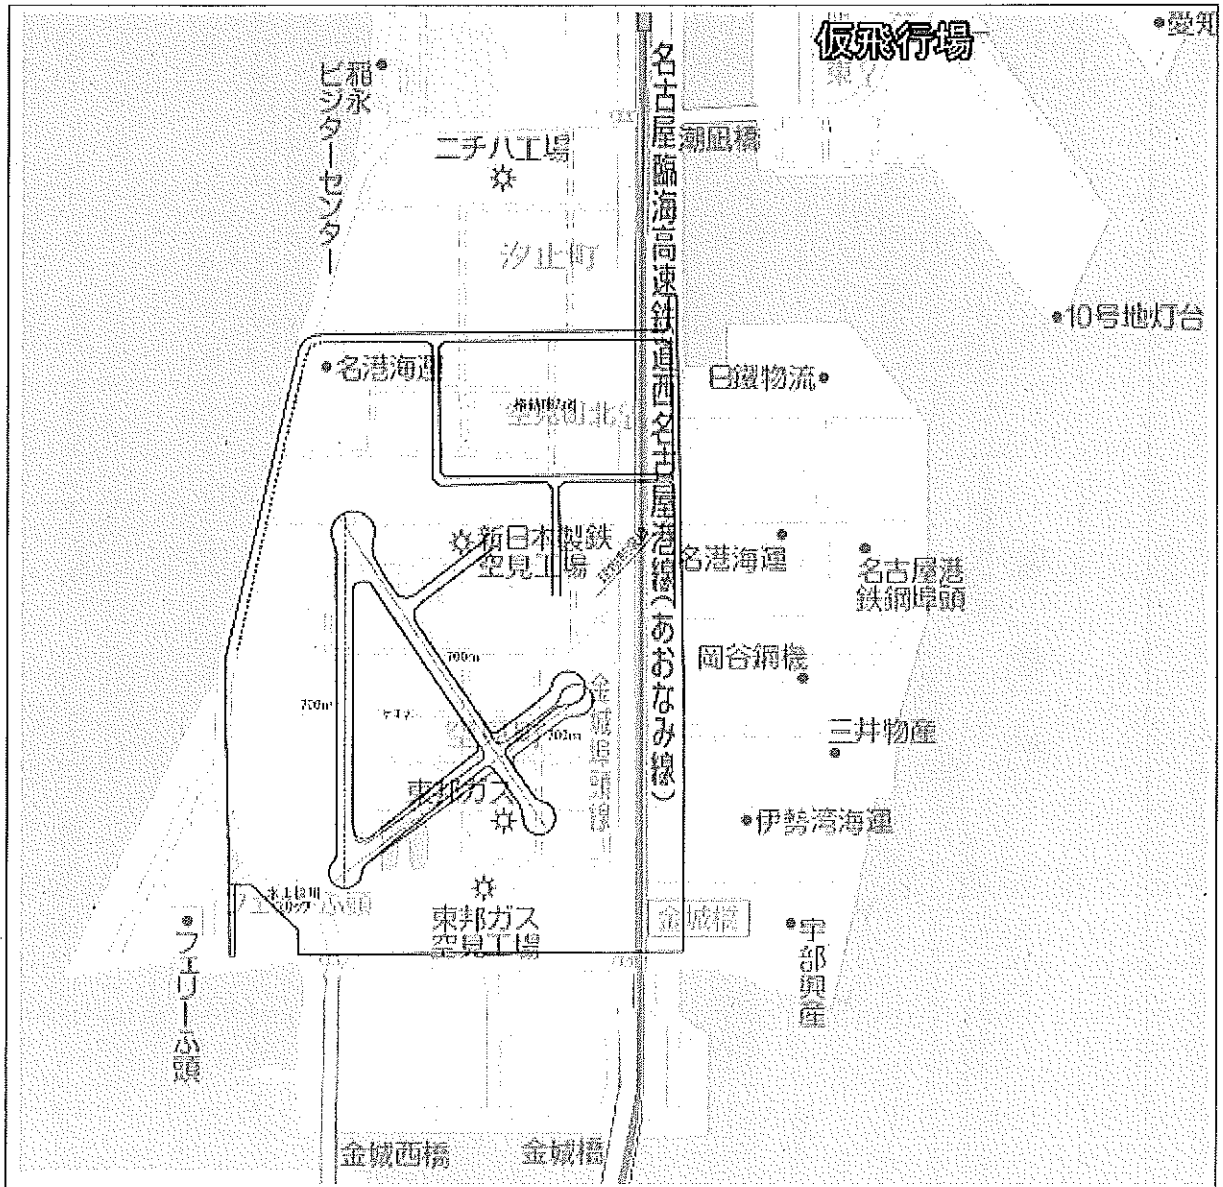 仮飛行場
愛知
稲永
ビジターセンター
ニチハ工場
潮凪橋
汐止町
名古屋臨海高速鉄道西名古屋港線(あおなみ線)
10号地灯台
名港海運
日鐵物流
新日本製鉄
空見工場
名港海運
名古屋港
鉄鋼埠頭
岡谷鋼機
700m
700m
700m
金城埠頭線
三井物産
東邦ガス
伊勢湾海運
東邦ガス
空見工場
金城橋
宇部興産
フェリーふ頭
金城西橋
金城橋